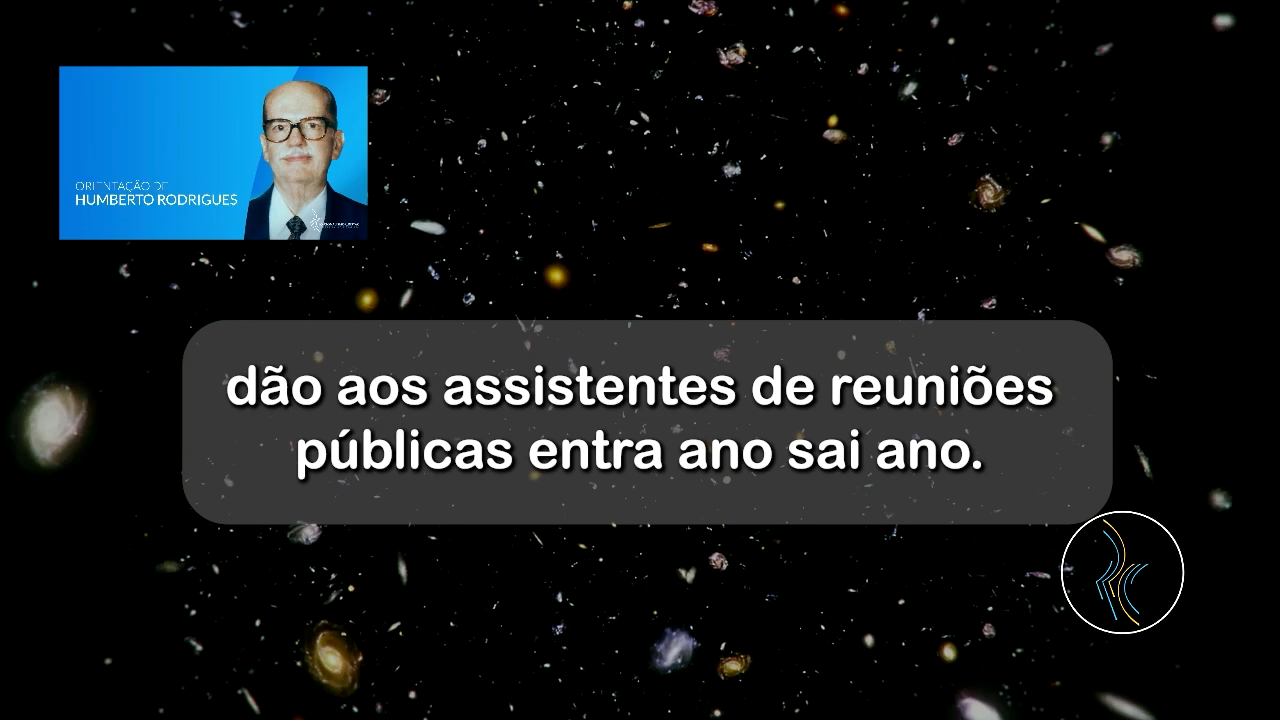 ORIENTAÇÃO DE
HUMBERTO RODRIGUES
dão aos assistentes de reuniões
públicas entra ano sai ano.